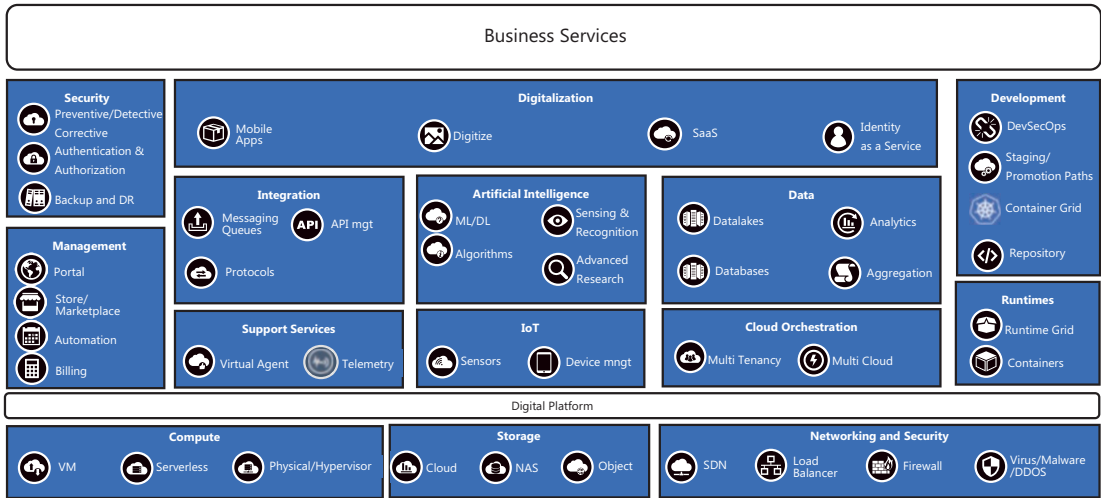 Business Services
Security
Preventive/Detective
Corrective
Authentication &
Authorization
Backup and DR
Management
Portal
Store/
Marketplace
Automation
Billing
Digitalization
Mobile
Apps
Digitize
SaaS
Identity
as a Service
Integration
Messaging
Queues
API
API mgt
Protocols
Artificial Intelligence
ML/DL
Sensing &
Recognition
Algorithms
Advanced
Research
Data
Datalakes
Analytics
Databases
Aggregation
Support Services
Virtual Agent
Telemetry
IoT
Sensors
Device mngt
Cloud Orchestration
Multi Tenancy
Multi Cloud
Development
DevSecOps
Staging/
Promotion Paths
Container Grid
Repository
Runtimes
Runtime Grid
Containers
Digital Platform
Compute
VM
Serverless
Physical/Hypervisor
Storage
Cloud
NAS
Object
Networking and Security
SDN
Load
Balancer
Firewall
Virus/Malware
/DDOS